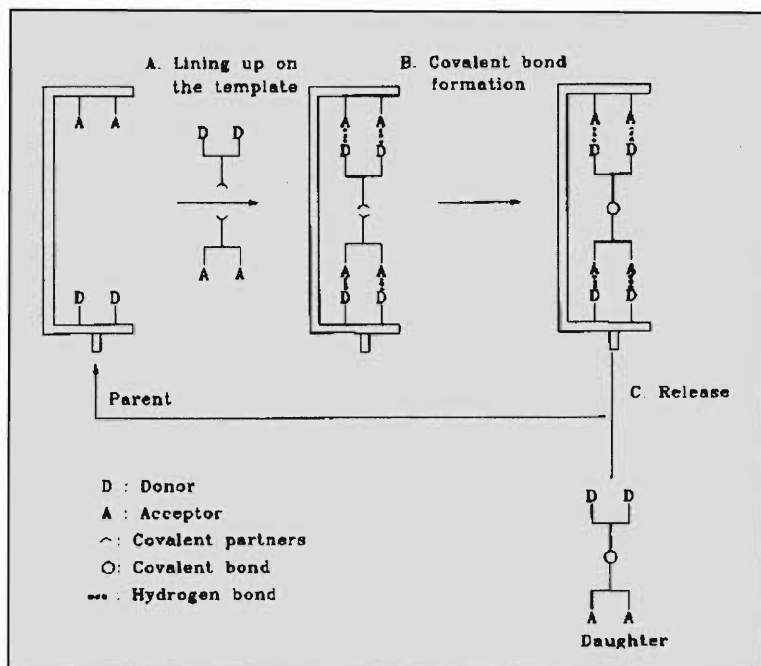 A. Lining up on
the template
B. Covalent bond
formation
A A
D D
A A
D D
A A
D D
A A
D D
A A
D D
A A
D D
A A
D D
Parent
C. Release
D : Donor
A : Acceptor
: Covalent partners
: Covalent bond
: Hydrogen bond
D D
A A
Daughter